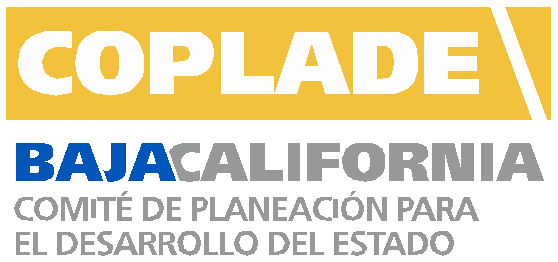 COPLADE
BAJACALIFORNIA
COMITÉ DE PLANEACIÓN PARA
EL DESARROLLO DEL ESTADO